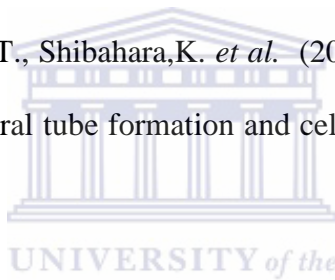 T., Shibahara,K. et al. (20
ral tube formation and cel
UNIVERSITY of the